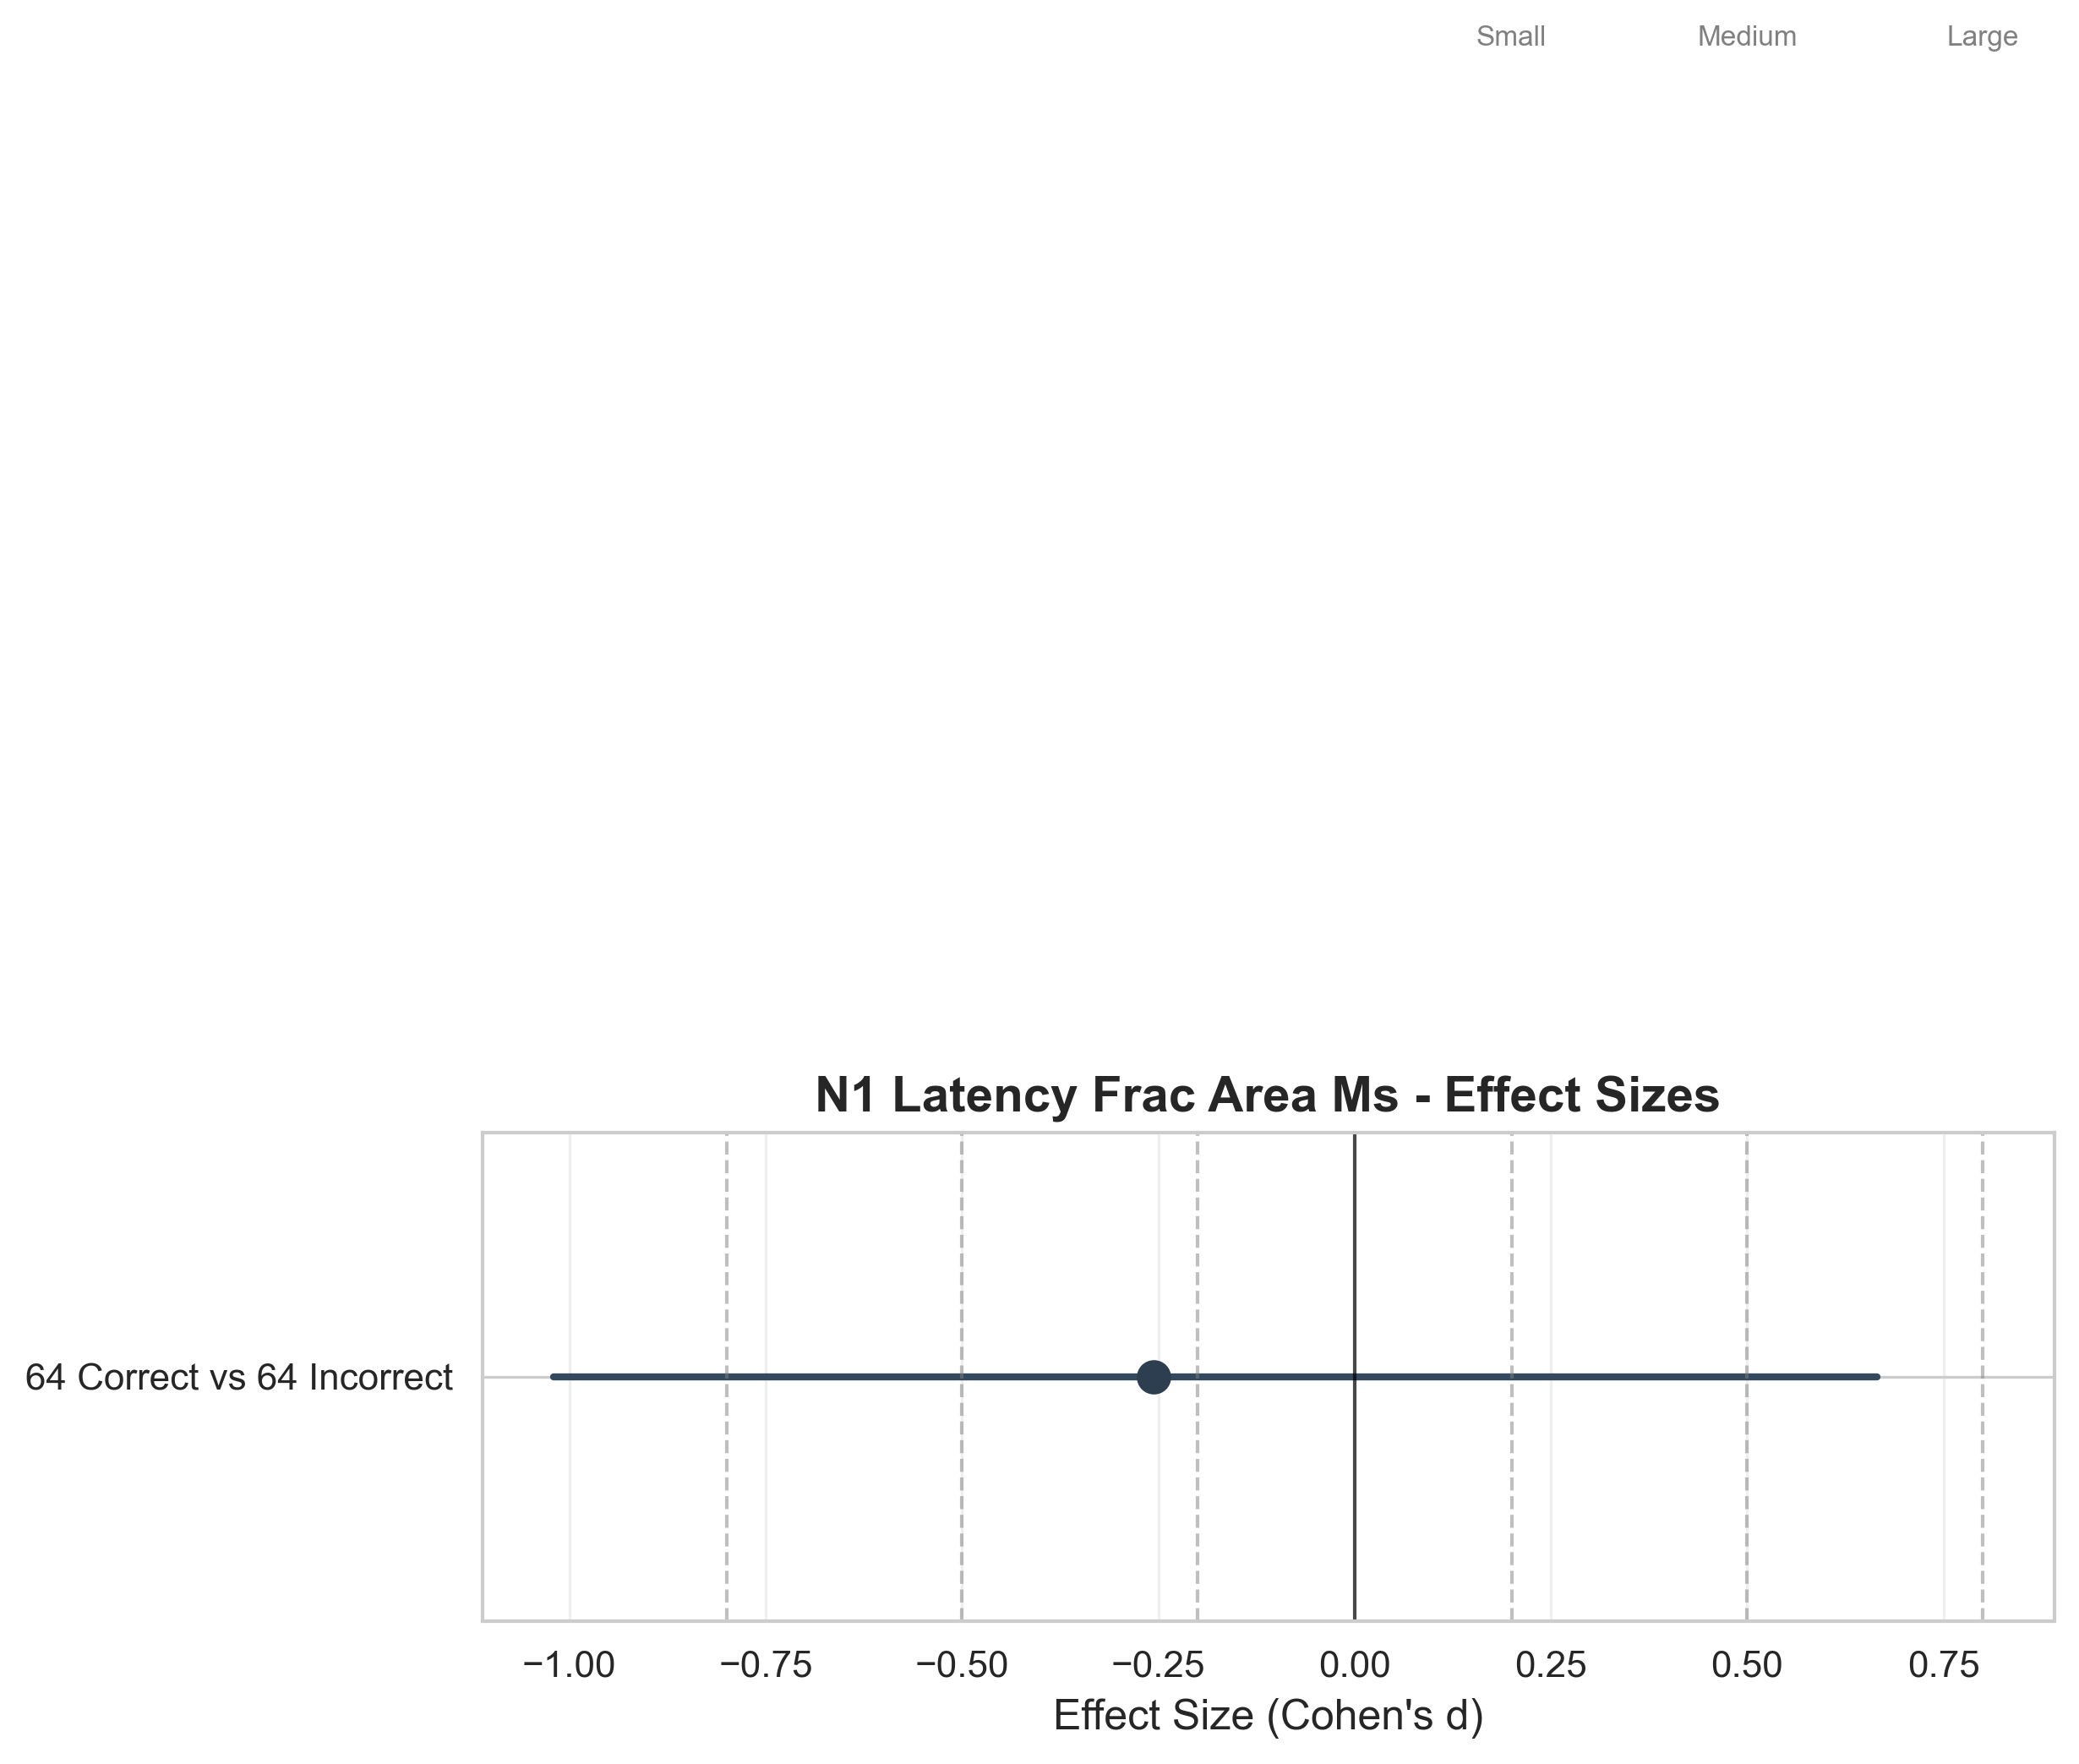 Small Medium Large
N1 Latency Frac Area Ms - Effect Sizes
64 Correct vs 64 Incorrect
−1.00 −0.75 −0.50 −0.25 0.00 0.25 0.50 0.75
Effect Size (Cohen's d)